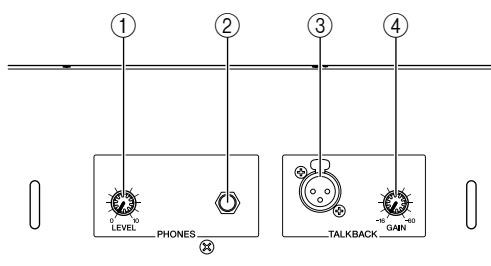 ① ② ③ ④
0 10 -16 -60
LEVEL GAIN
PHONES TALKBACK